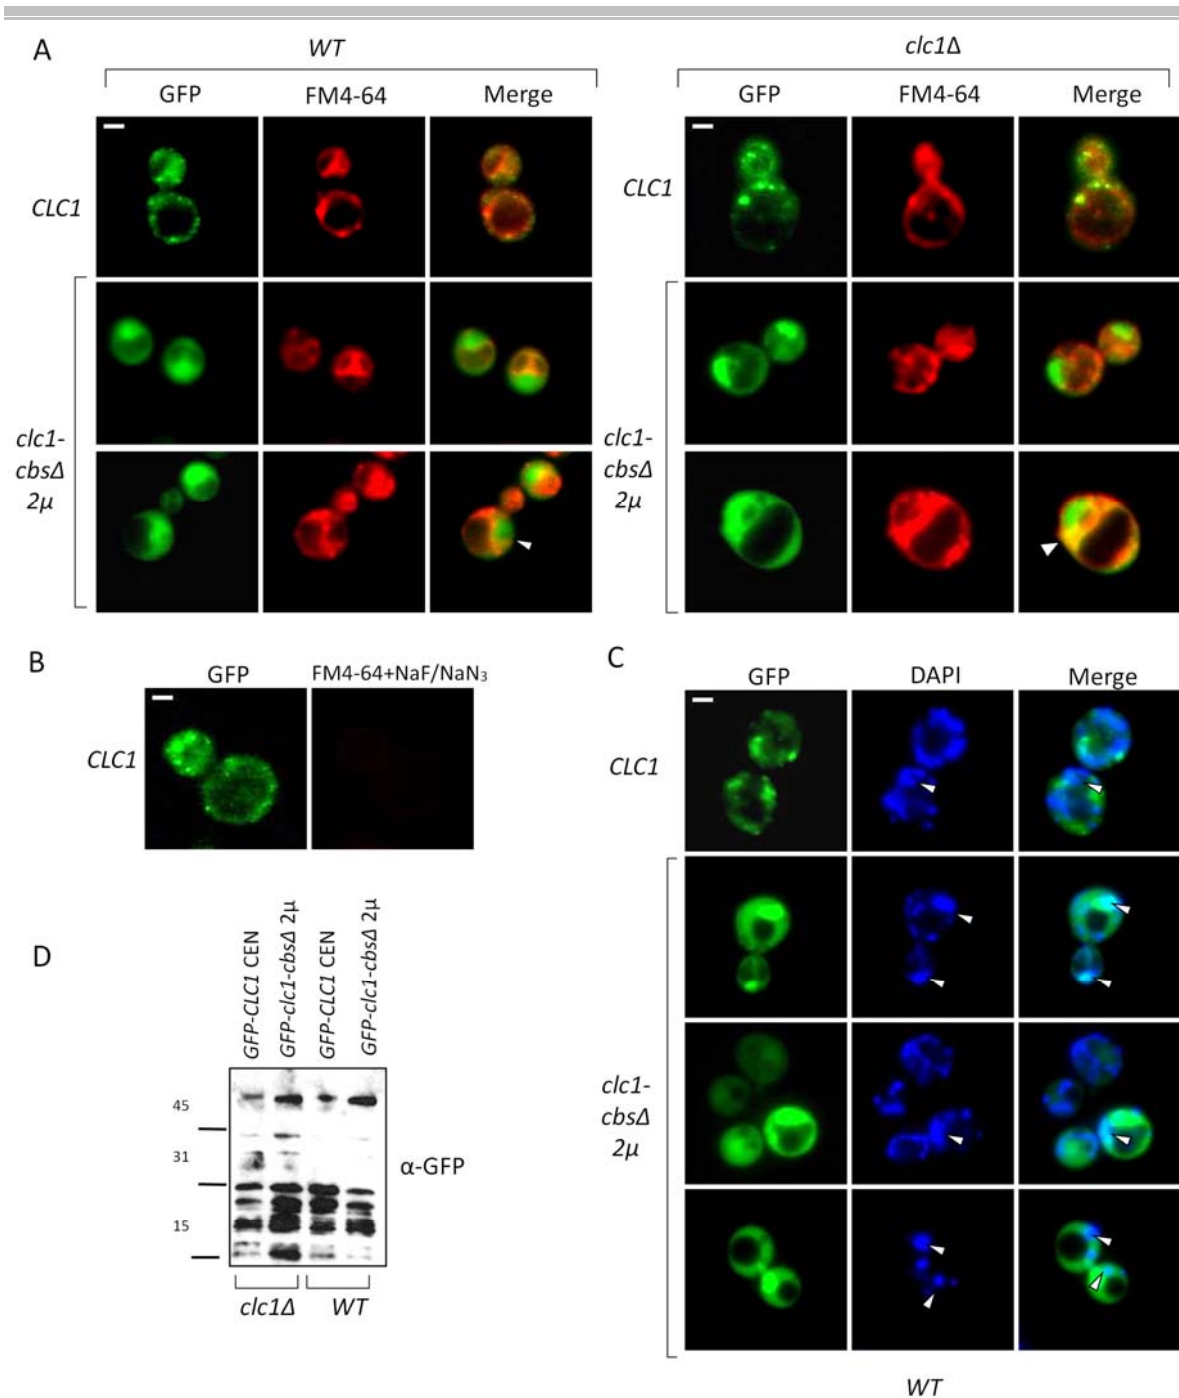 A
WT
GFP FM4-64 Merge
CLC1
clc1-
cbsΔ
2μ
clc1Δ
GFP FM4-64 Merge
CLC1
clc1-
cbsΔ
2μ
B
GFP FM4-64+NaF/NaN₃
CLC1
C
GFP DAPI Merge
CLC1
clc1-
cbsΔ
2μ
WT
D
GFP-CLC1 CEN
GFP-clc1-cbsΔ 2μ
GFP-CLC1 CEN
GFP-clc1-cbsΔ 2μ
45
31
15
α-GFP
clc1Δ WT